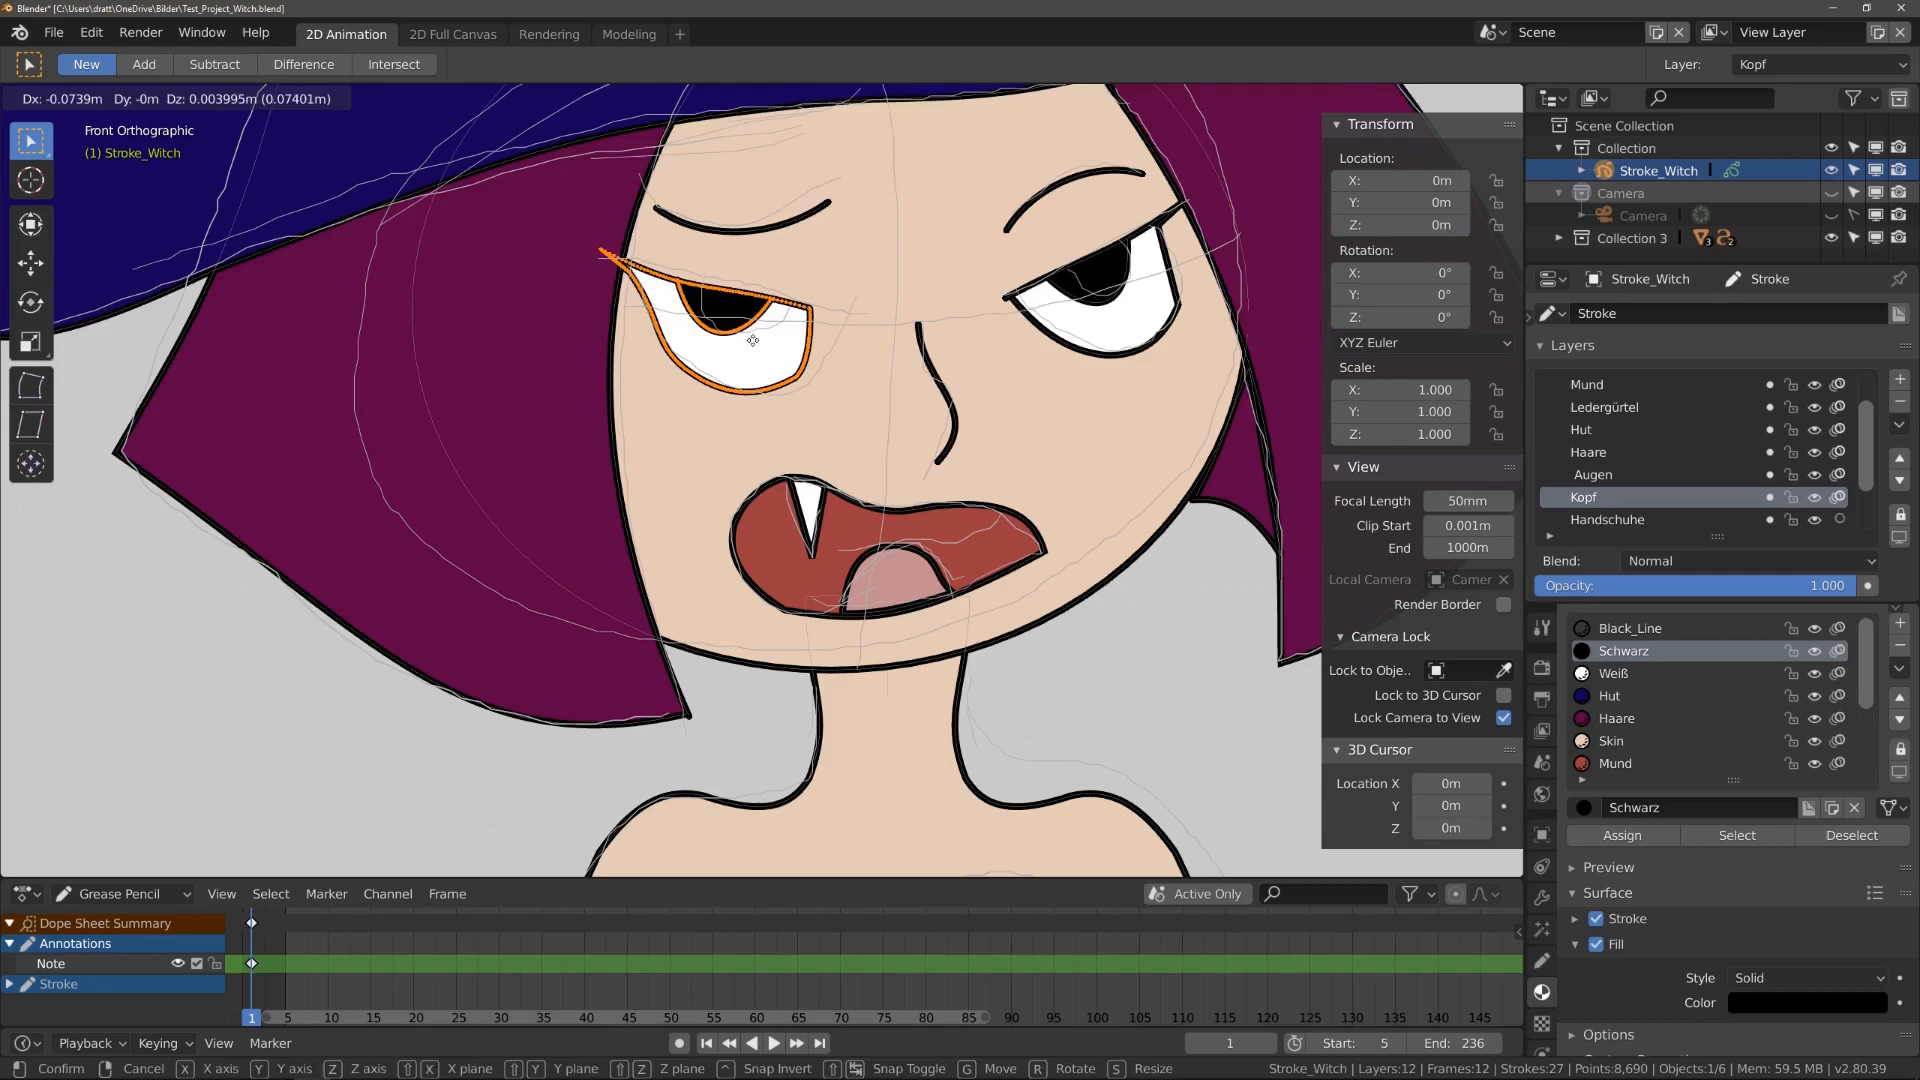 Blender* [C:\Users\dratt\OneDrive\Bilder\Test_Project_Witch.blend]
File Edit Render Window Help 2D Animation 2D Full Canvas Rendering Modeling + Scene View Layer
New Add Subtract Difference Intersect Layer: Kopf
Dx: -0.0739m Dy: -0m Dz: 0.003995m (0.07401m)
Front Orthographic
(1) Stroke_Witch
Transform
Location:
X: 0m
Y: 0m
Z: 0m
Rotation:
X: 0°
Y: 0°
Z: 0°
XYZ Euler
Scale:
X: 1.000
Y: 1.000
Z: 1.000
View
Focal Length 50mm
Clip Start 0.001m
End 1000m
Local Camera Camer
Render Border
Camera Lock
Lock to Obje..
Lock to 3D Cursor
Lock Camera to View
3D Cursor
Location X 0m
Y 0m
Z 0m
Scene Collection
Collection
Stroke_Witch
Camera
Camera
Collection 3 3 2
Stroke_Witch Stroke
Stroke
Layers
Mund
Ledergürtel
Hut
Haare
Augen
Kopf
Handschuhe
Blend: Normal
Opacity: 1.000
Black_Line
Schwarz
Weiß
Hut
Haare
Skin
Mund
Schwarz
Assign Select Deselect
Preview
Surface
Stroke
Fill
Style Solid
Color
Options
Grease Pencil View Select Marker Channel Frame Active Only
Dope Sheet Summary
Annotations
Note
Stroke
1 5 10 15 20 25 30 35 40 45 50 55 60 65 70 75 80 85 90 95 100 105 110 115 120 125 130 135 140 145
Playback Keying View Marker 1 Start: 5 End: 236
Confirm Cancel X X axis Y Y axis Z Z axis X X plane Y Y plane Z Z plane Snap Invert Snap Toggle G Move R Rotate S Resize Stroke_Witch | Layers:12 | Frames:12 | Strokes:27 | Points:8,690 | Objects:1/6 | Mem: 59.5 MB | v2.80.39